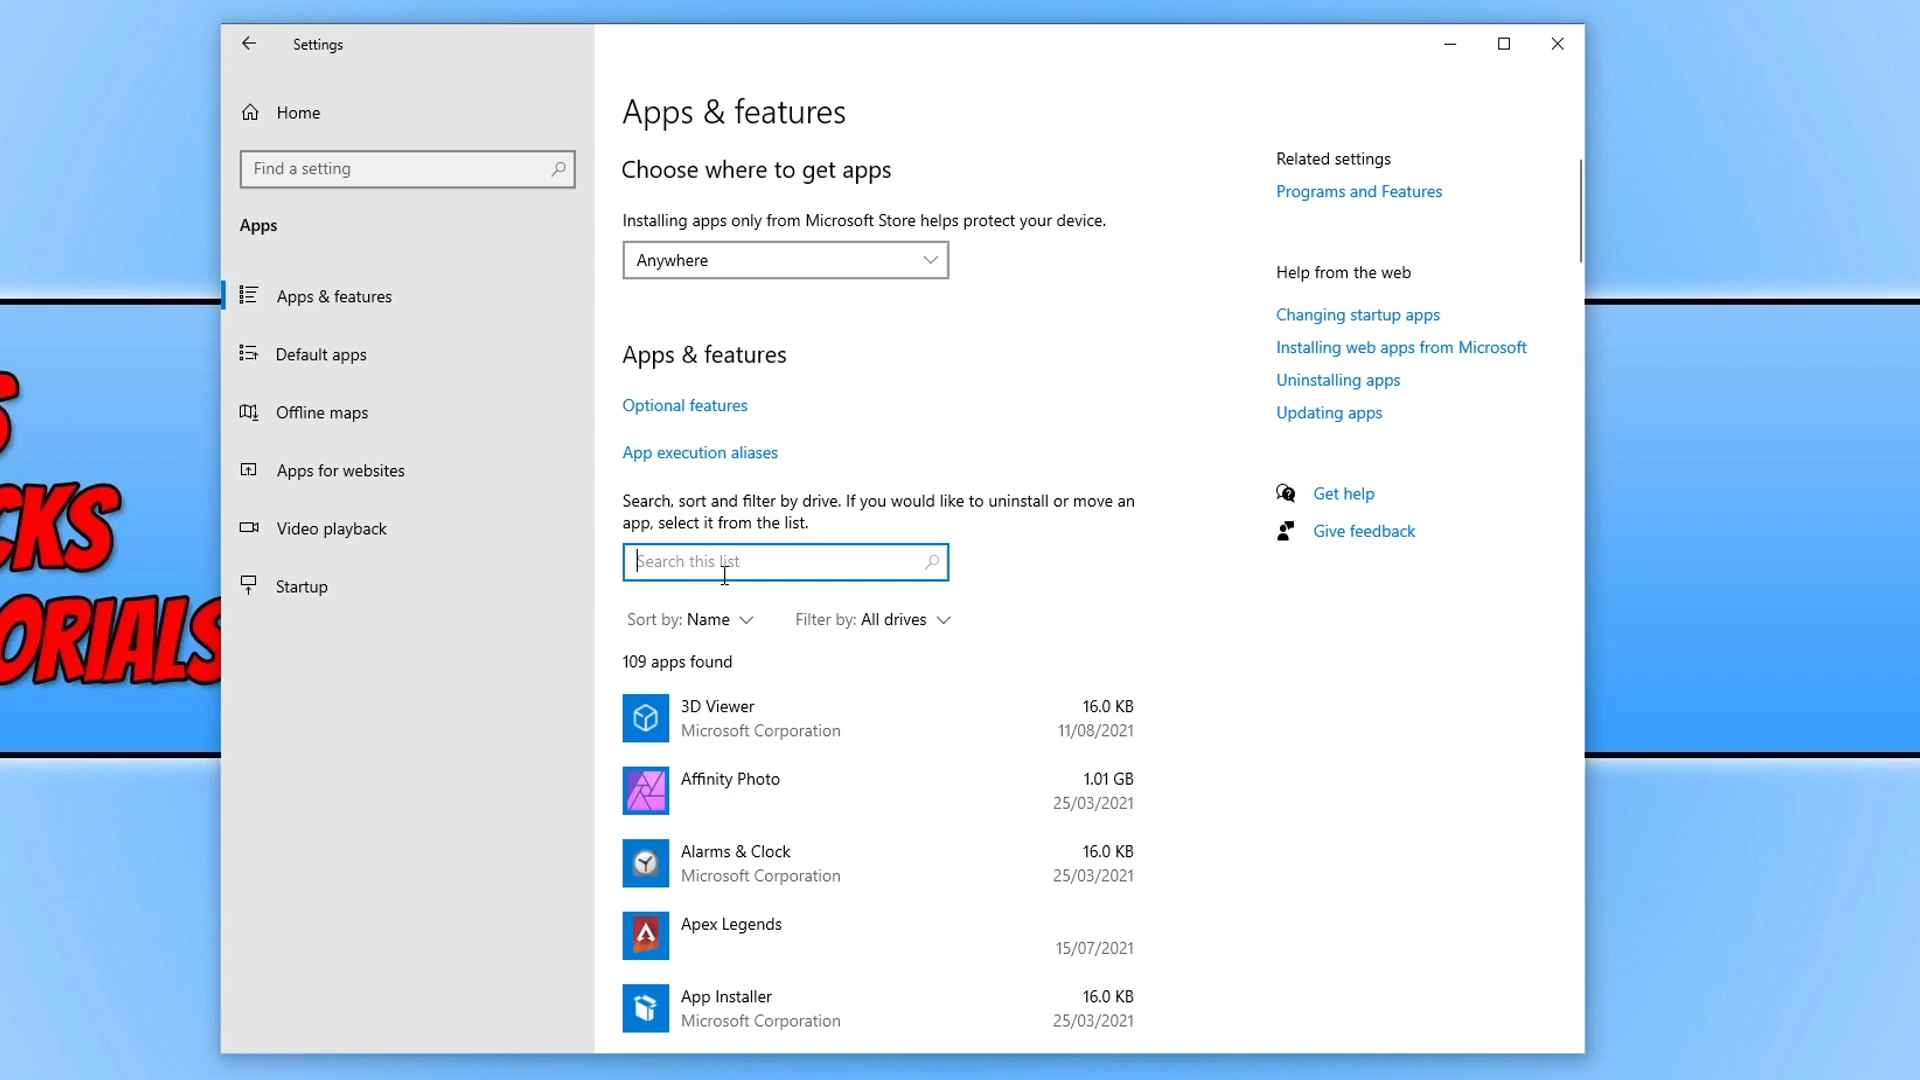 Settings
Home
Find a setting
Apps
Apps & features
Default apps
Offline maps
Apps for websites
Video playback
Startup
Apps & features
Choose where to get apps
Installing apps only from Microsoft Store helps protect your device.
Anywhere
Apps & features
Optional features
App execution aliases
Search, sort and filter by drive. If you would like to uninstall or move an
app, select it from the list.
Search this list
Sort by: Name
Filter by: All drives
109 apps found
3D Viewer
16.0 KB
Microsoft Corporation
11/08/2021
Affinity Photo
1.01 GB
25/03/2021
Alarms & Clock
16.0 KB
Microsoft Corporation
25/03/2021
Apex Legends
15/07/2021
App Installer
16.0 KB
Microsoft Corporation
25/03/2021
Related settings
Programs and Features
Help from the web
Changing startup apps
Installing web apps from Microsoft
Uninstalling apps
Updating apps
Get help
Give feedback
S
CKS
ORIALS